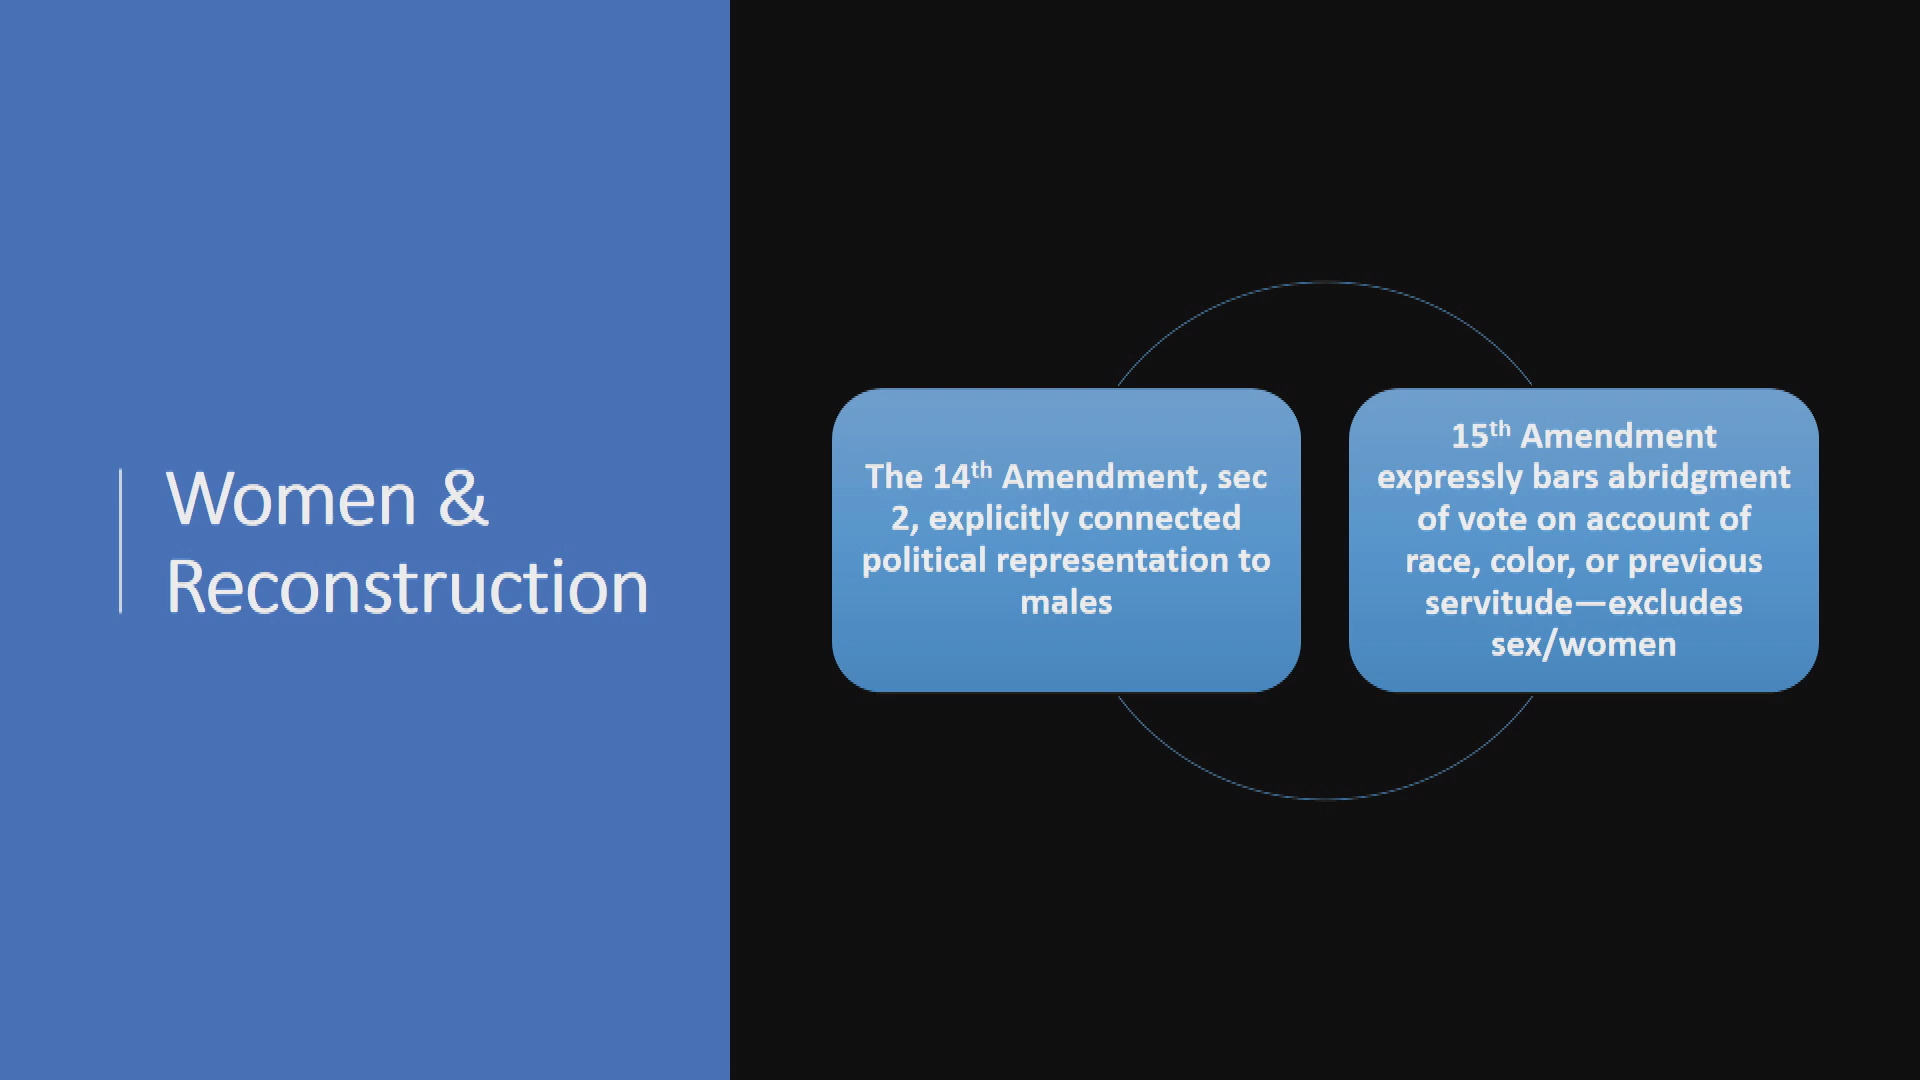 Women &
Reconstruction
The 14th Amendment, sec
2, explicitly connected
political representation to
males
15th Amendment
expressly bars abridgment
of vote on account of
race, color, or previous
servitude—excludes
sex/women